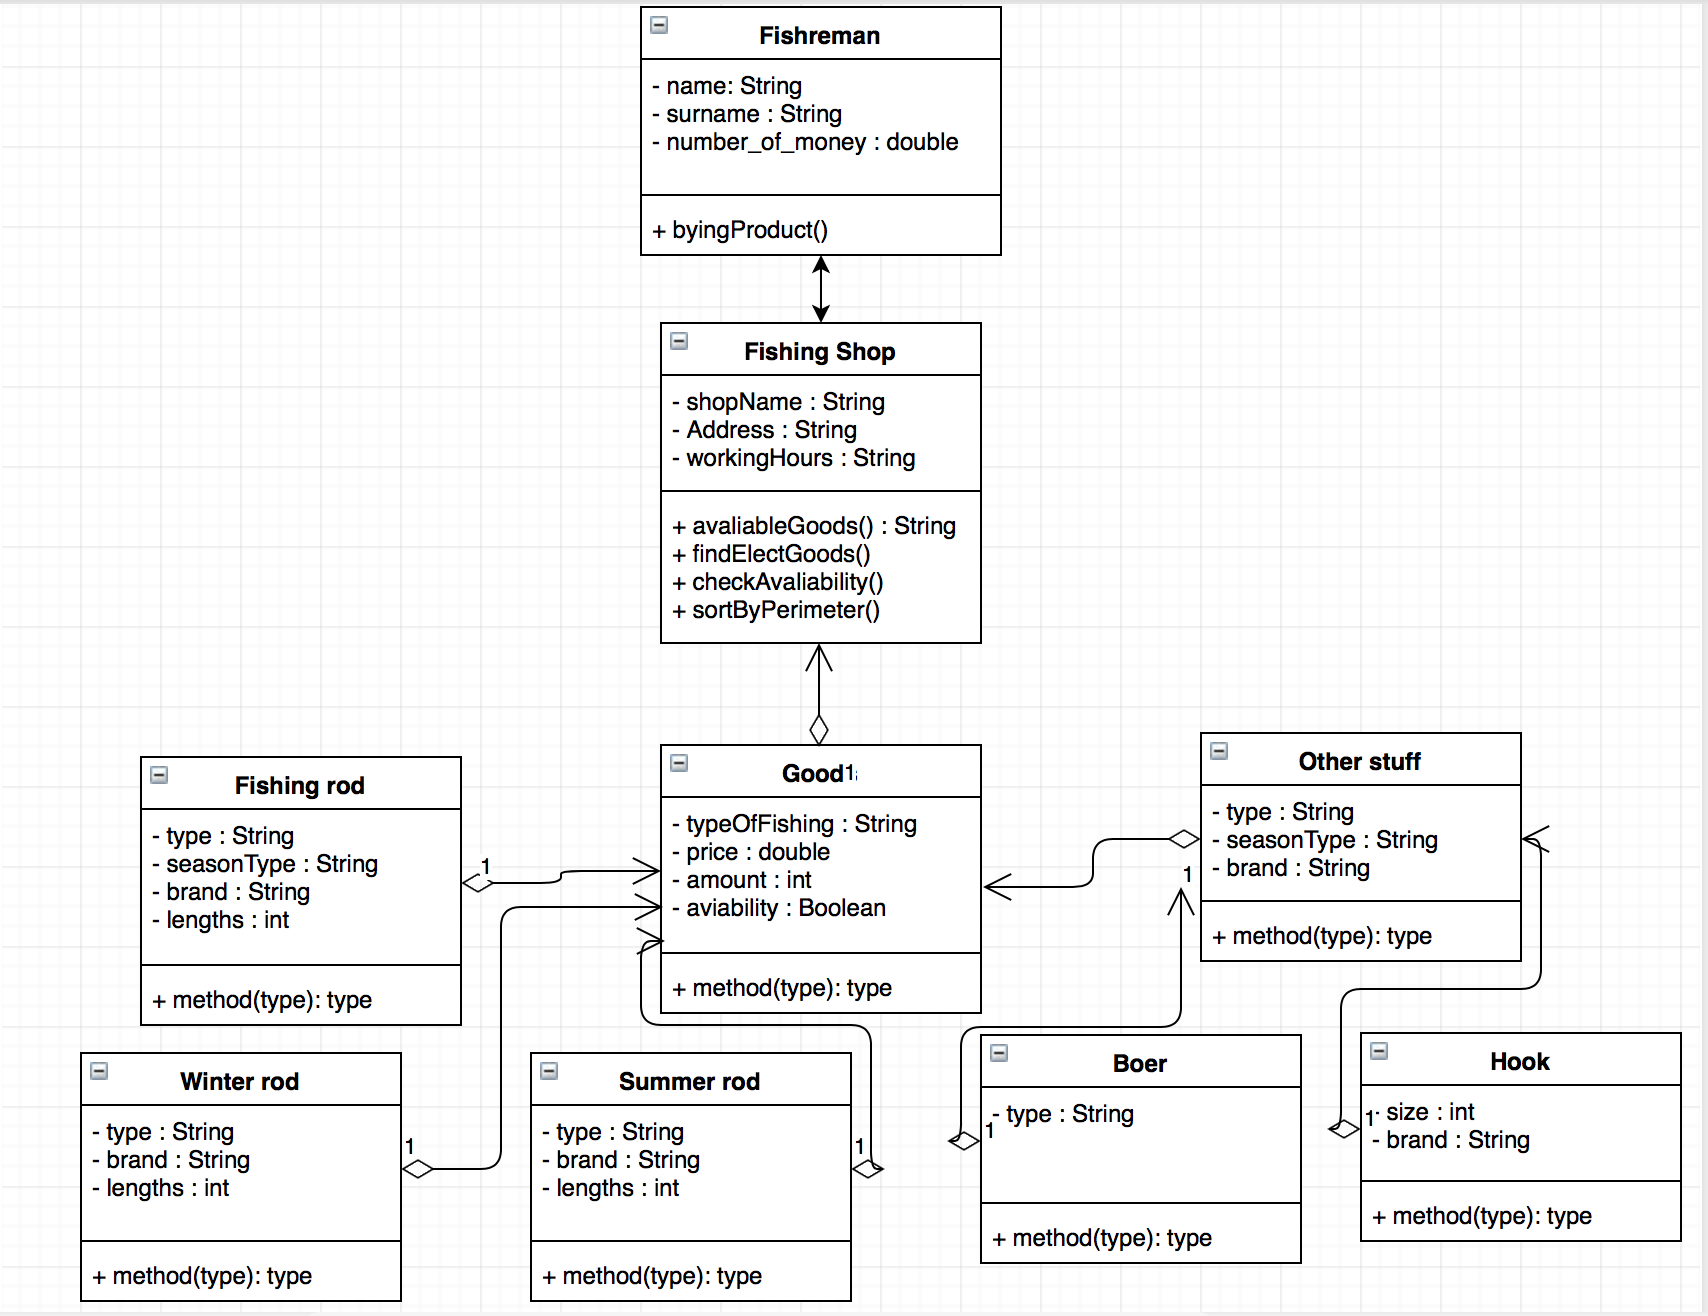 Fishreman
- name: String
- surname : String
- number_of_money : double
+ byingProduct()
Fishing Shop
- shopName : String
- Address : String
- workingHours : String
+ avaliableGoods() : String
+ findElectGoods()
+ checkAvaliability()
+ sortByPerimeter()
Fishing rod
- type : String
- seasonType : String
- brand : String
- lengths : int
+ method(type): type
1
Good
1
- typeOfFishing : String
- price : double
- amount : int
- aviability : Boolean
+ method(type): type
Other stuff
- type : String
- seasonType : String
- brand : String
+ method(type): type
1
Winter rod
- type : String
- brand : String
- lengths : int
+ method(type): type
1
Summer rod
- type : String
- brand : String
- lengths : int
+ method(type): type
1
Boer
- type : String
1
+ method(type): type
Hook
1
- size : int
- brand : String
+ method(type): type